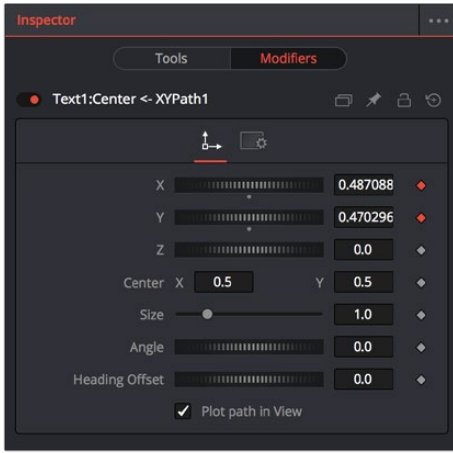 Inspector
Tools Modifiers
Text1:Center <- XYPath1
X 0.487088
Y 0.470296
Z 0.0
Center X 0.5 Y 0.5
Size 1.0
Angle 0.0
Heading Offset 0.0
Plot path in View